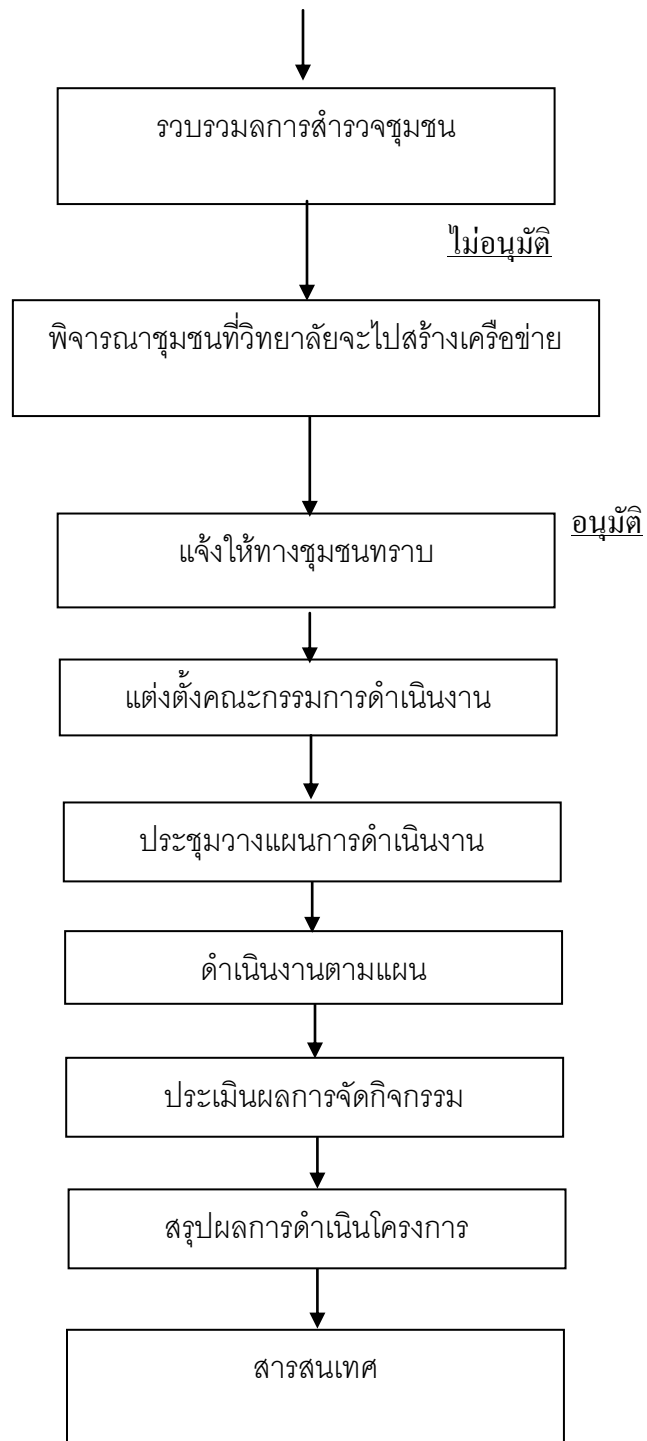 รวบรวมลการสำรวจชุมชน
ไม่อนุมัติ
พิจารณาชุมชนที่วิทยาลัยจะไปสร้างเครือข่าย
อนุมัติ
แจ้งให้ทางชุมชนทราบ
แต่งตั้งคณะกรรมการดำเนินงาน
ประชุมวางแผนการดำเนินงาน
ดำเนินงานตามแผน
ประเมินผลการจัดกิจกรรม
สรุปผลการดำเนินโครงการ
สารสนเทศ